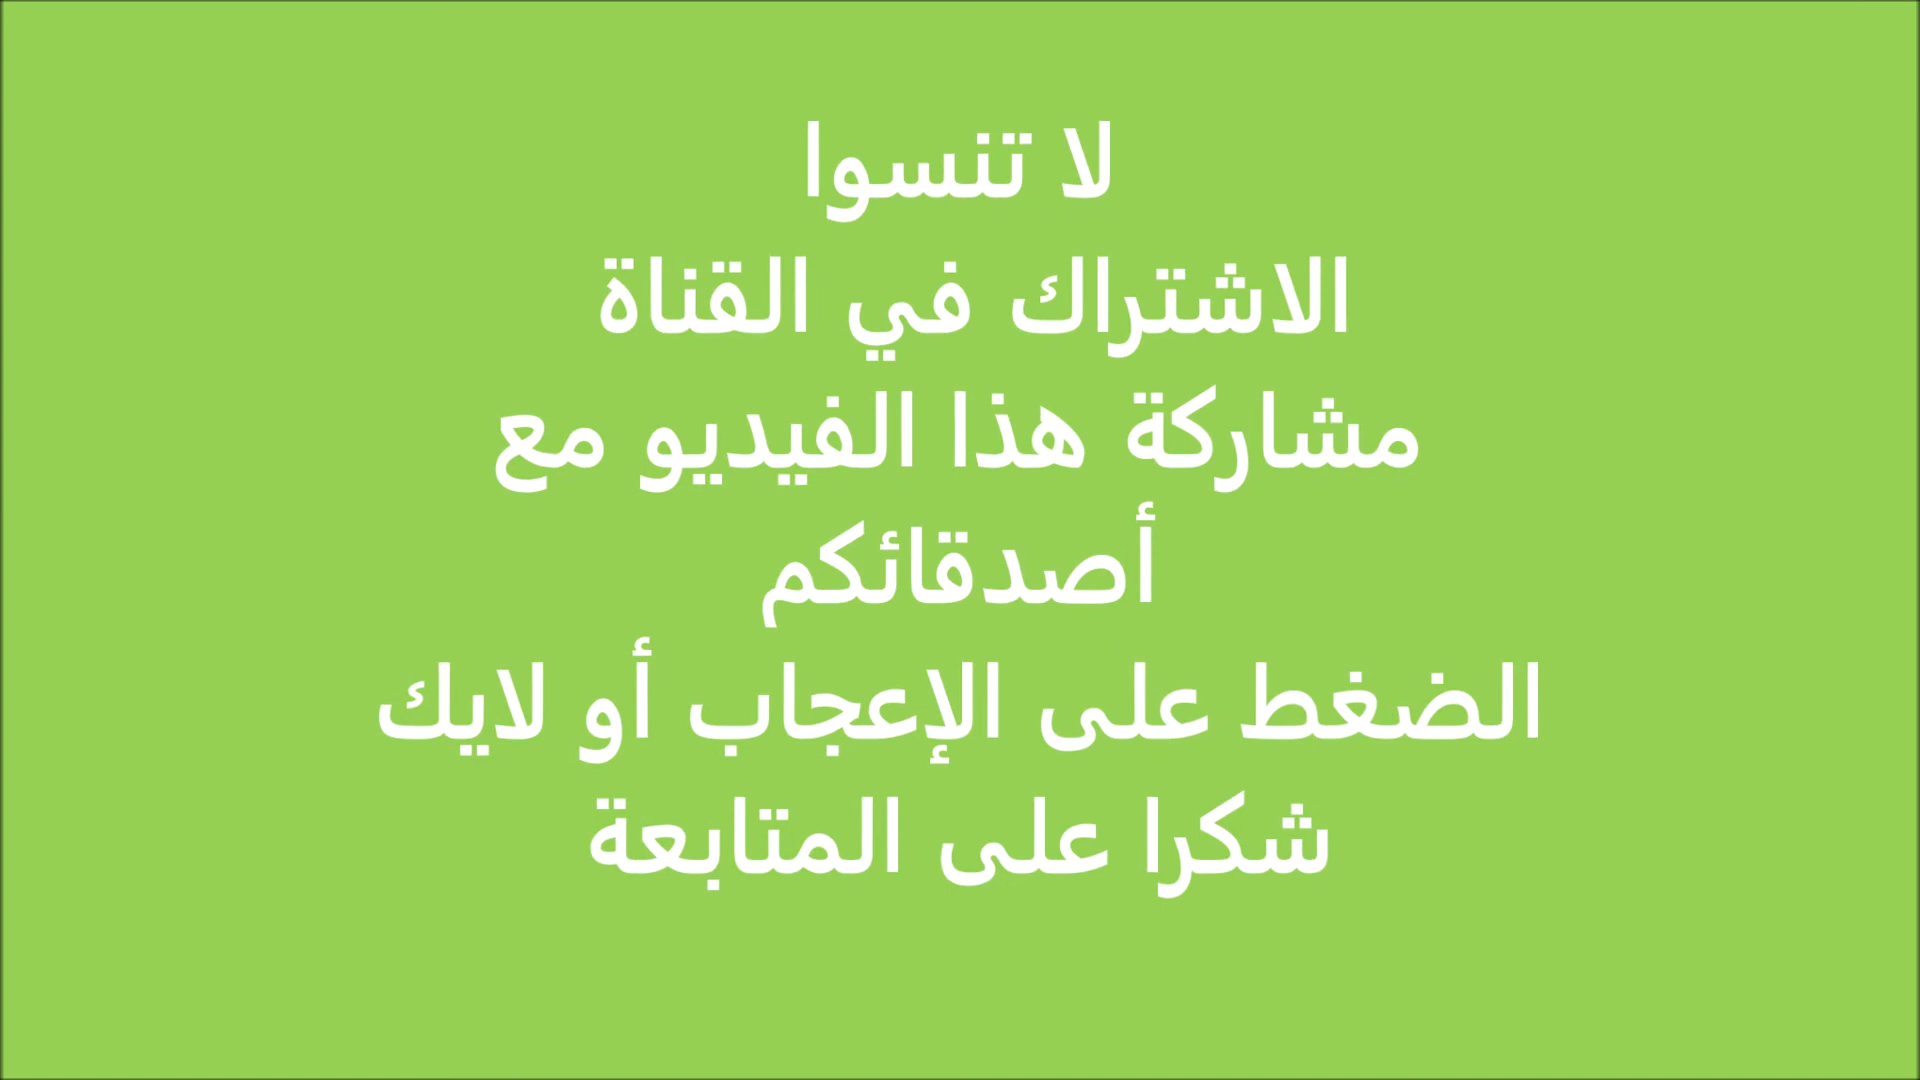 لا تنسوا
الاشتراك في القناة
مشاركة هذا الفيديو مع
أصدقائكم
الضغط على الإعجاب أو لايك
شكرا على المتابعة